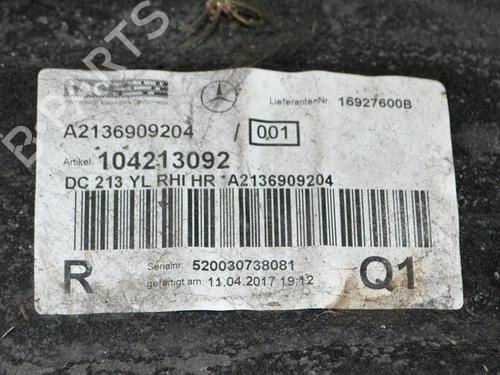 B-PARTS
LieferantenNr 16927600B
A2136909204 / 001
Artikel: 104213092
DC 213 YL RHI HR *A2136909204
R Serialnr: 520030738081 Q1
gefertigt am: 11.04.2017 19:12